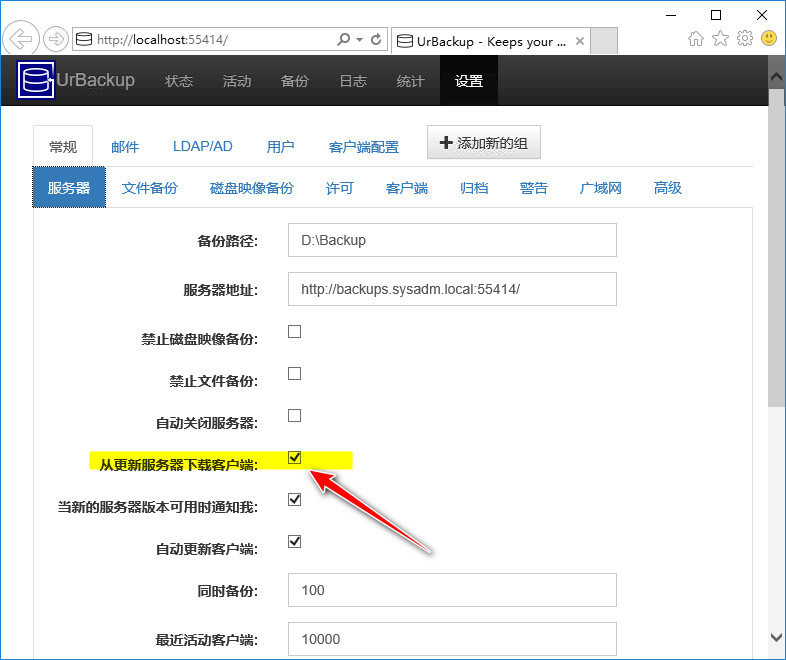 http://localhost:55414/
UrBackup - Keeps your ...
UrBackup 状态 活动 备份 日志 统计 设置
常规 邮件 LDAP/AD 用户 客户端配置 添加新的组
服务器 文件备份 磁盘映像备份 许可 客户端 归档 警告 广域网 高级
备份路径: D:\Backup
服务器地址: http://backups.sysadm.local:55414/
禁止磁盘映像备份:
禁止文件备份:
自动关闭服务器:
从更新服务器下载客户端:
当新的服务器版本可用时通知我:
自动更新客户端:
同时备份: 100
最近活动客户端: 10000